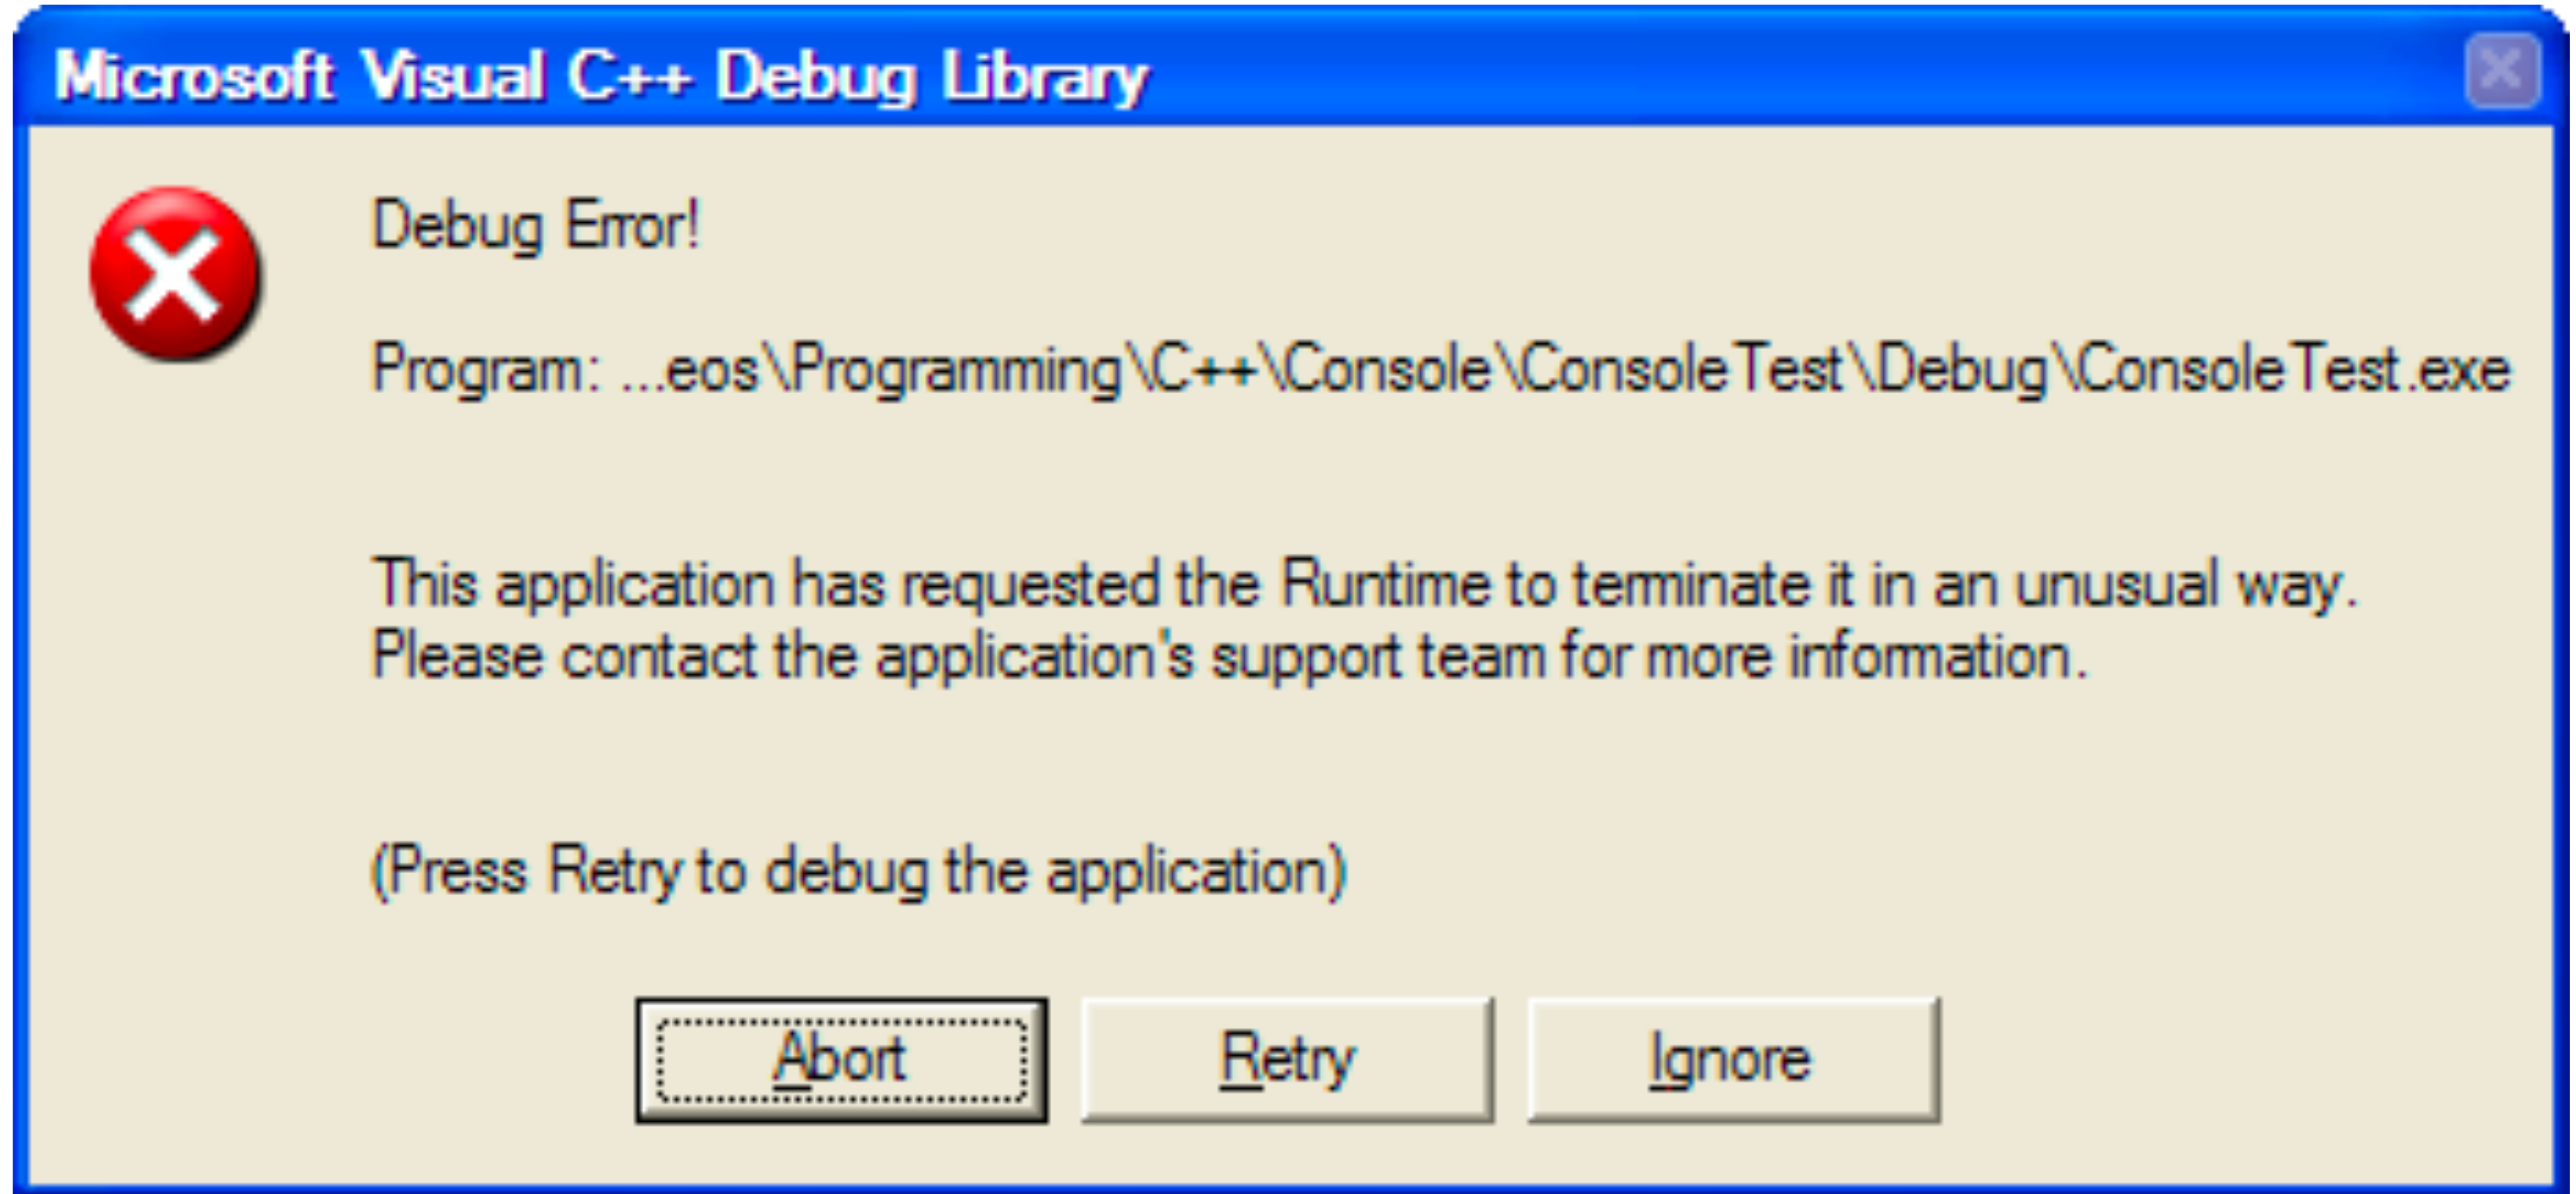 Microsoft Visual C++ Debug Library
Debug Error!
Program: ...eos\Programming\C++\Console\ConsoleTest\Debug\ConsoleTest.exe
This application has requested the Runtime to terminate it in an unusual way.
Please contact the application's support team for more information.
(Press Retry to debug the application)
Abort
Retry
Ignore